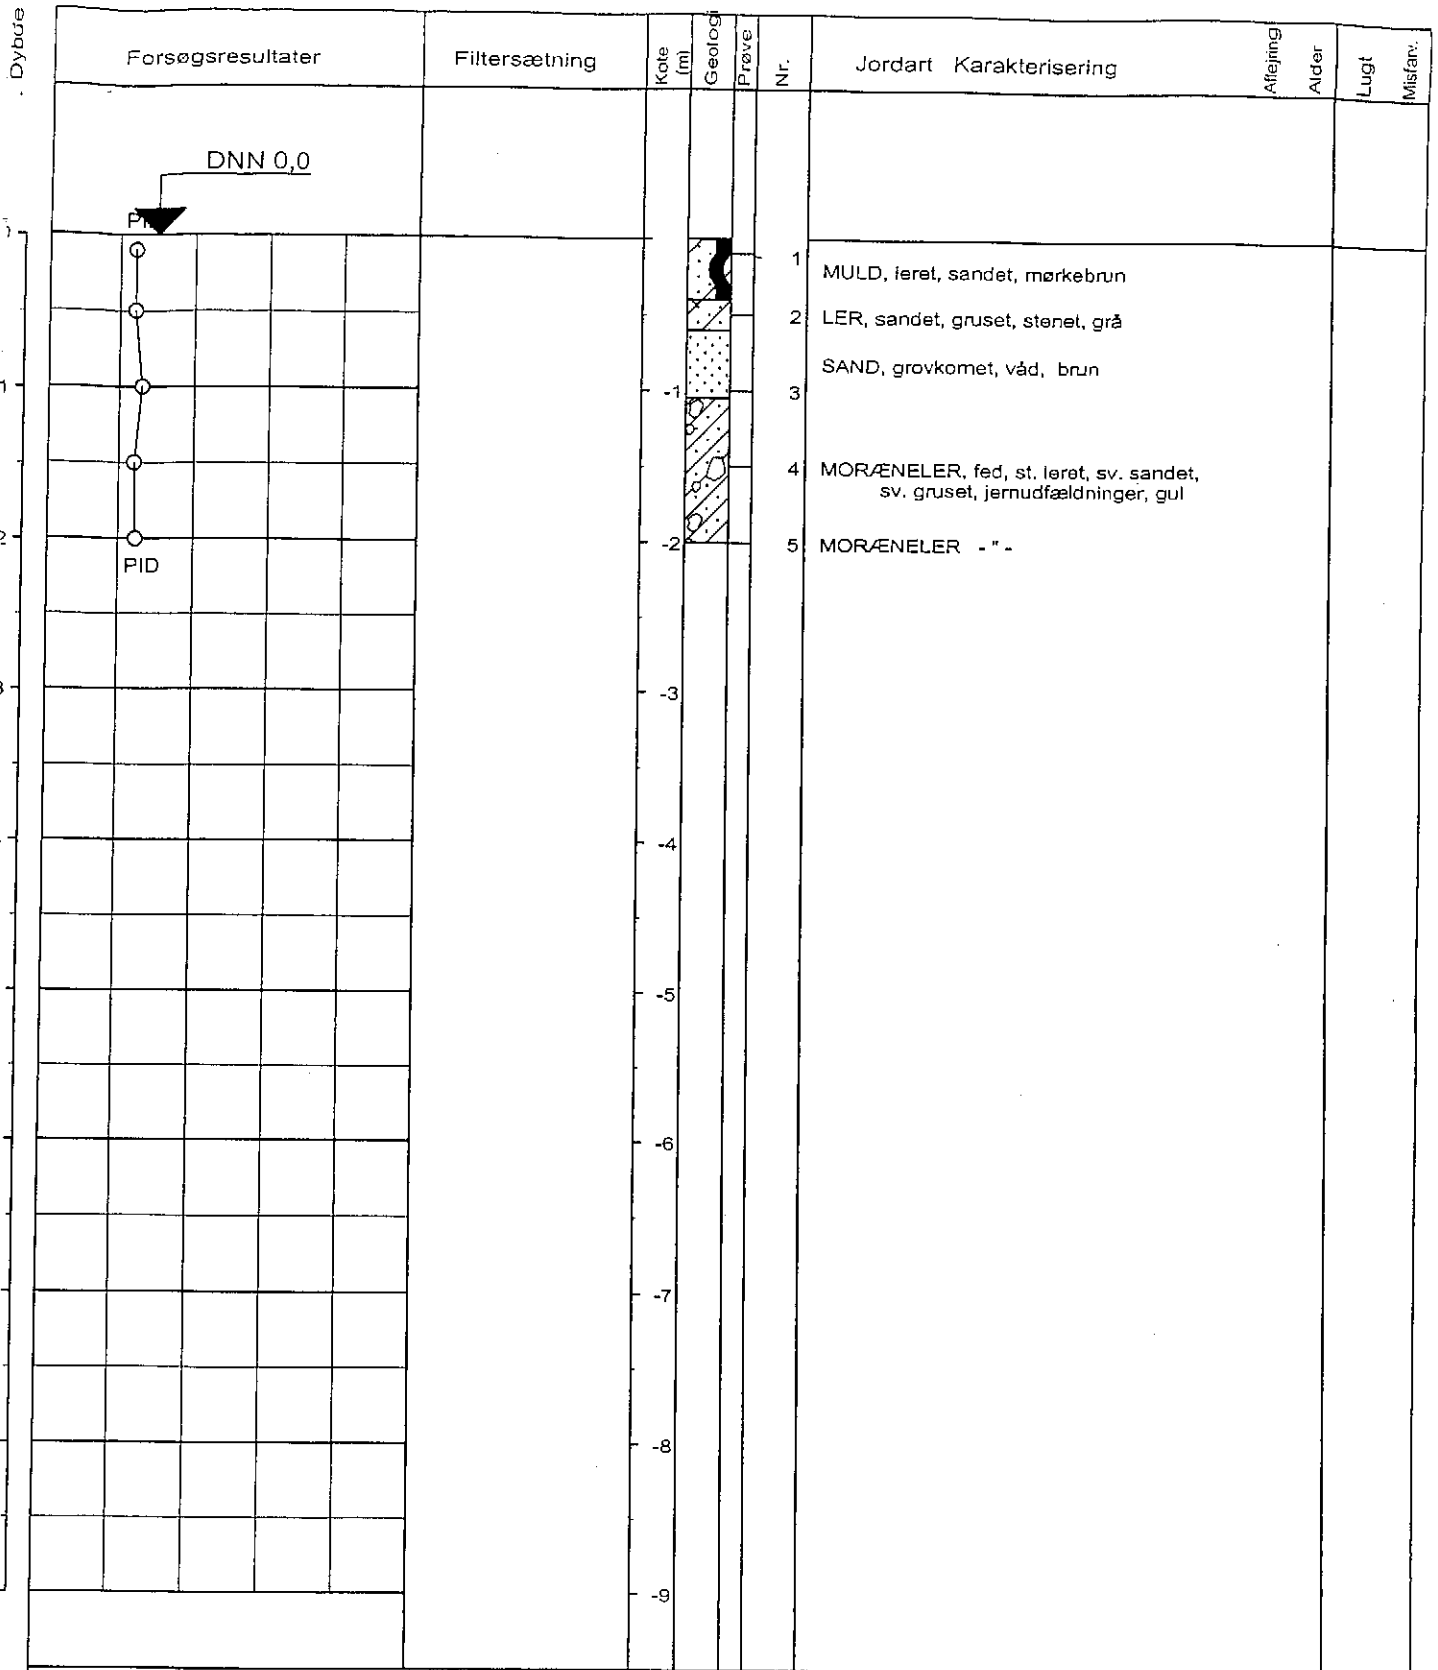 Dybde
Forsøgsresultater
Filtersætning
Kote
(m)
Geologi
Prøve
Nr.
Jordart Karakterisering
Aflejring
Alder
Lugt
Misfarv.
DNN 0,0
1 MULD, leret, sandet, mørkebrun
2 LER, sandet, gruset, stenet, grå
SAND, grovkornet, våd, brun
1
-1
3
4 MORÆNELER, fed, st. leret, sv. sandet,
sv. gruset, jernudfældninger, gul
2
-2
5 MORÆNELER - " -
PID
3
-3
-4
-5
-6
-7
-8
-9